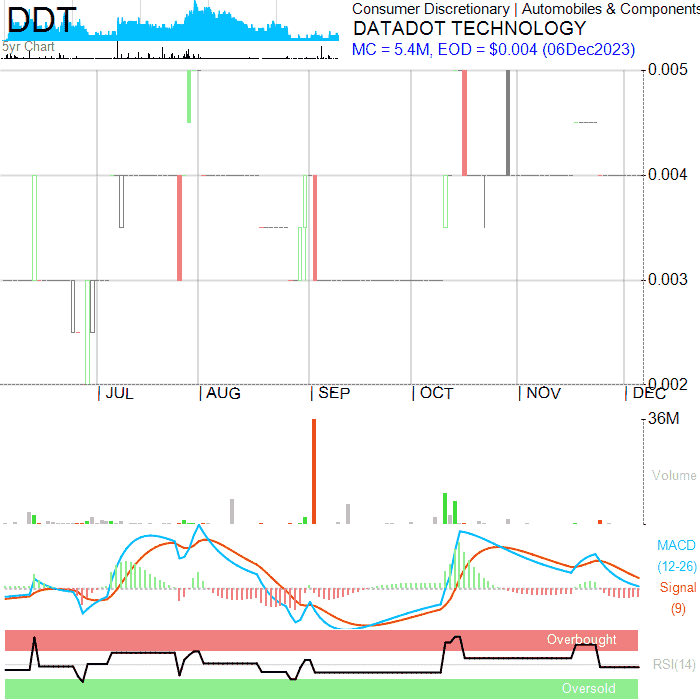 DDT
5yr Chart
Consumer Discretionary | Automobiles & Components
DATADOT TECHNOLOGY
MC = 5.4M, EOD = $0.004 (06Dec2023)
0.005
0.004
0.003
0.002
JUL AUG SEP OCT NOV DEC
36M
Volume
MACD
(12-26)
Signal
(9)
Overbought
RSI(14)
Oversold